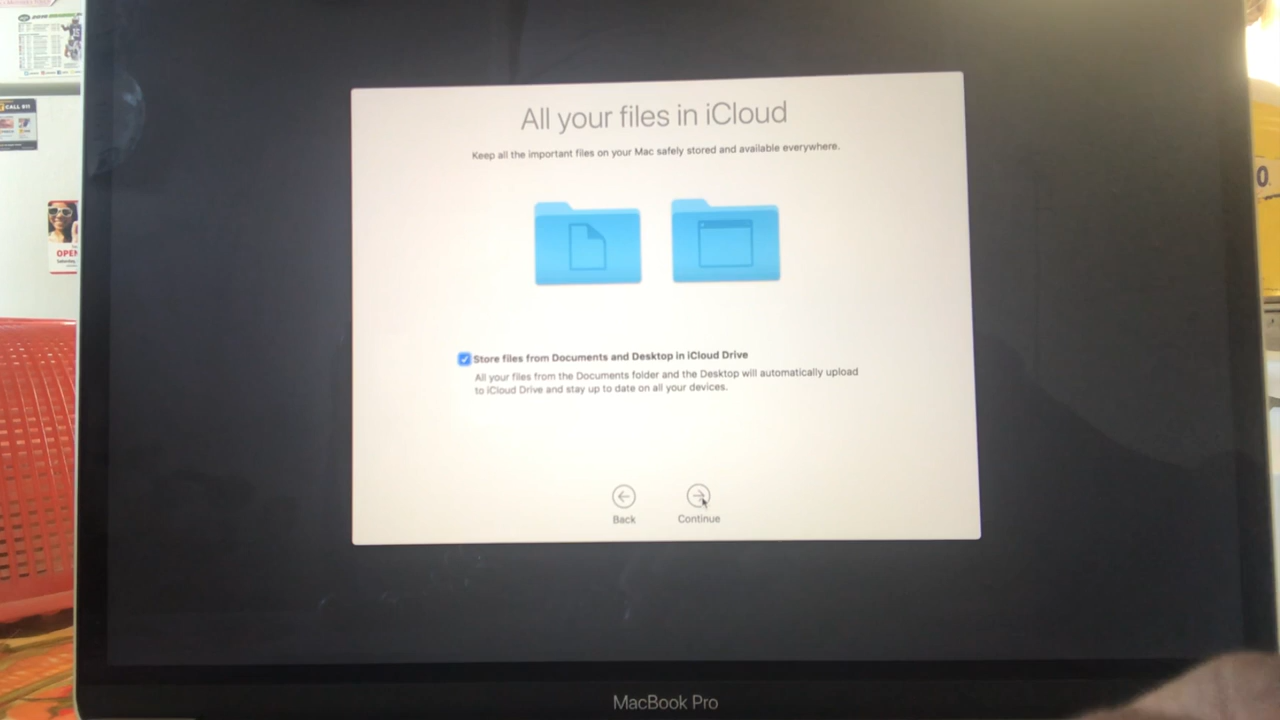 CALL 911
OPEN
All your files in iCloud
Keep all the important files on your Mac safely stored and available everywhere.
Store files from Documents and Desktop in iCloud Drive
All your files from the Documents folder and the Desktop will automatically upload
to iCloud Drive and stay up to date on all your devices.
Back
Continue
MacBook Pro